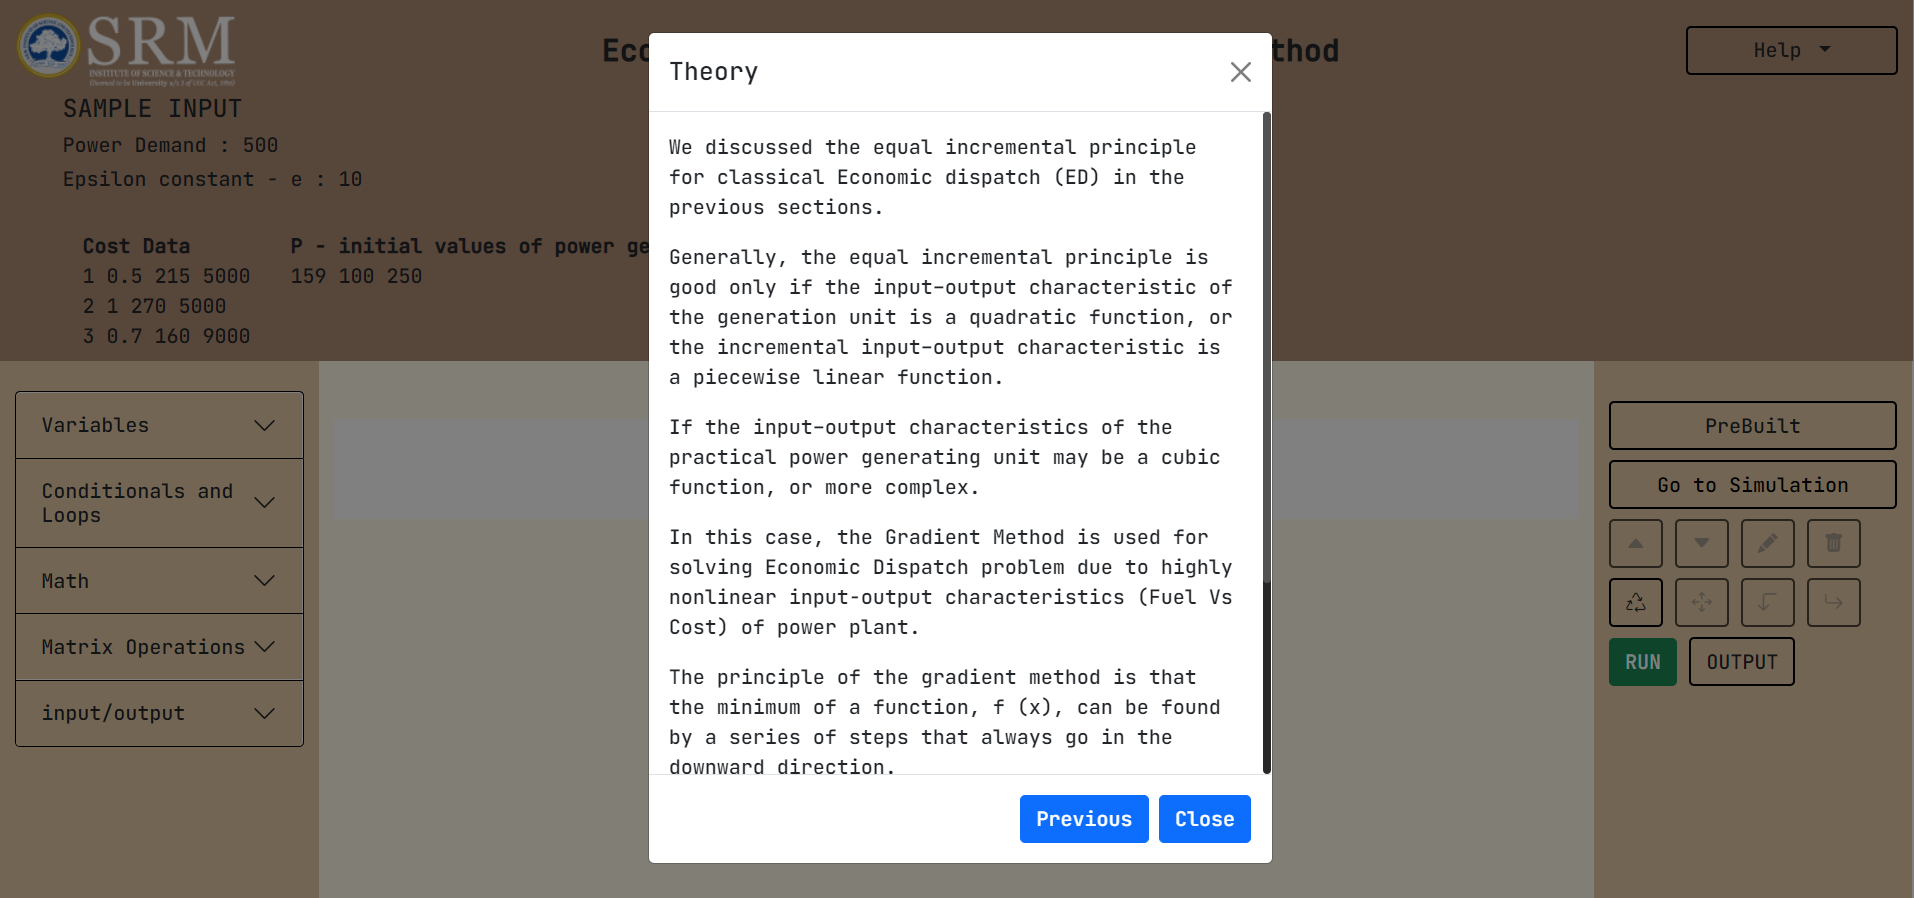 SRM
INSTITUTE OF SCIENCE & TECHNOLOGY
(Deemed to be University u/s 3 of UGC Act, 1956)
Eco
thod
Help
SAMPLE INPUT
Power Demand : 500
Epsilon constant - e : 10
Cost Data
1 0.5 215 5000
2 1 270 5000
3 0.7 160 9000
P - initial values of power ge
159 100 250
Theory
We discussed the equal incremental principle
for classical Economic dispatch (ED) in the
previous sections.
Generally, the equal incremental principle is
good only if the input–output characteristic of
the generation unit is a quadratic function, or
the incremental input–output characteristic is
a piecewise linear function.
If the input–output characteristics of the
practical power generating unit may be a cubic
function, or more complex.
In this case, the Gradient Method is used for
solving Economic Dispatch problem due to highly
nonlinear input-output characteristics (Fuel Vs
Cost) of power plant.
The principle of the gradient method is that
the minimum of a function, f (x), can be found
by a series of steps that always go in the
downward direction.
Previous
Close
Variables
Conditionals and
Loops
Math
Matrix Operations
input/output
PreBuilt
Go to Simulation
RUN
OUTPUT